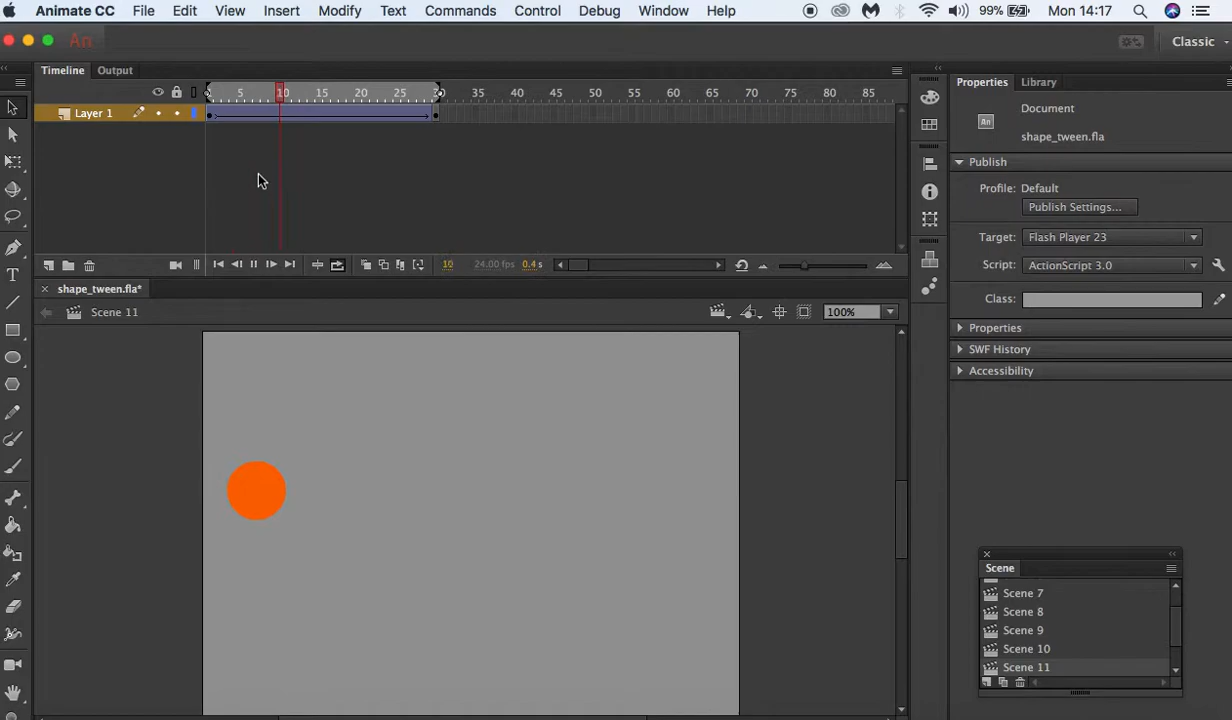 Animate CC File Edit View Insert Modify Text Commands Control Debug Window Help 99% Mon 14:17
An Classic
Timeline Output Properties Library
5 10 15 20 25 30 35 40 45 50 55 60 65 70 75 80 85
Layer 1
Document
An shape_tween.fla
Publish
Profile: Default
Publish Settings...
Target: Flash Player 23
Script: ActionScript 3.0
10 24.00 fps 0.4 s
shape_tween.fla*
Class:
Scene 11 100%
Properties
SWF History
Accessibility
Scene
Scene 7
Scene 8
Scene 9
Scene 10
Scene 11